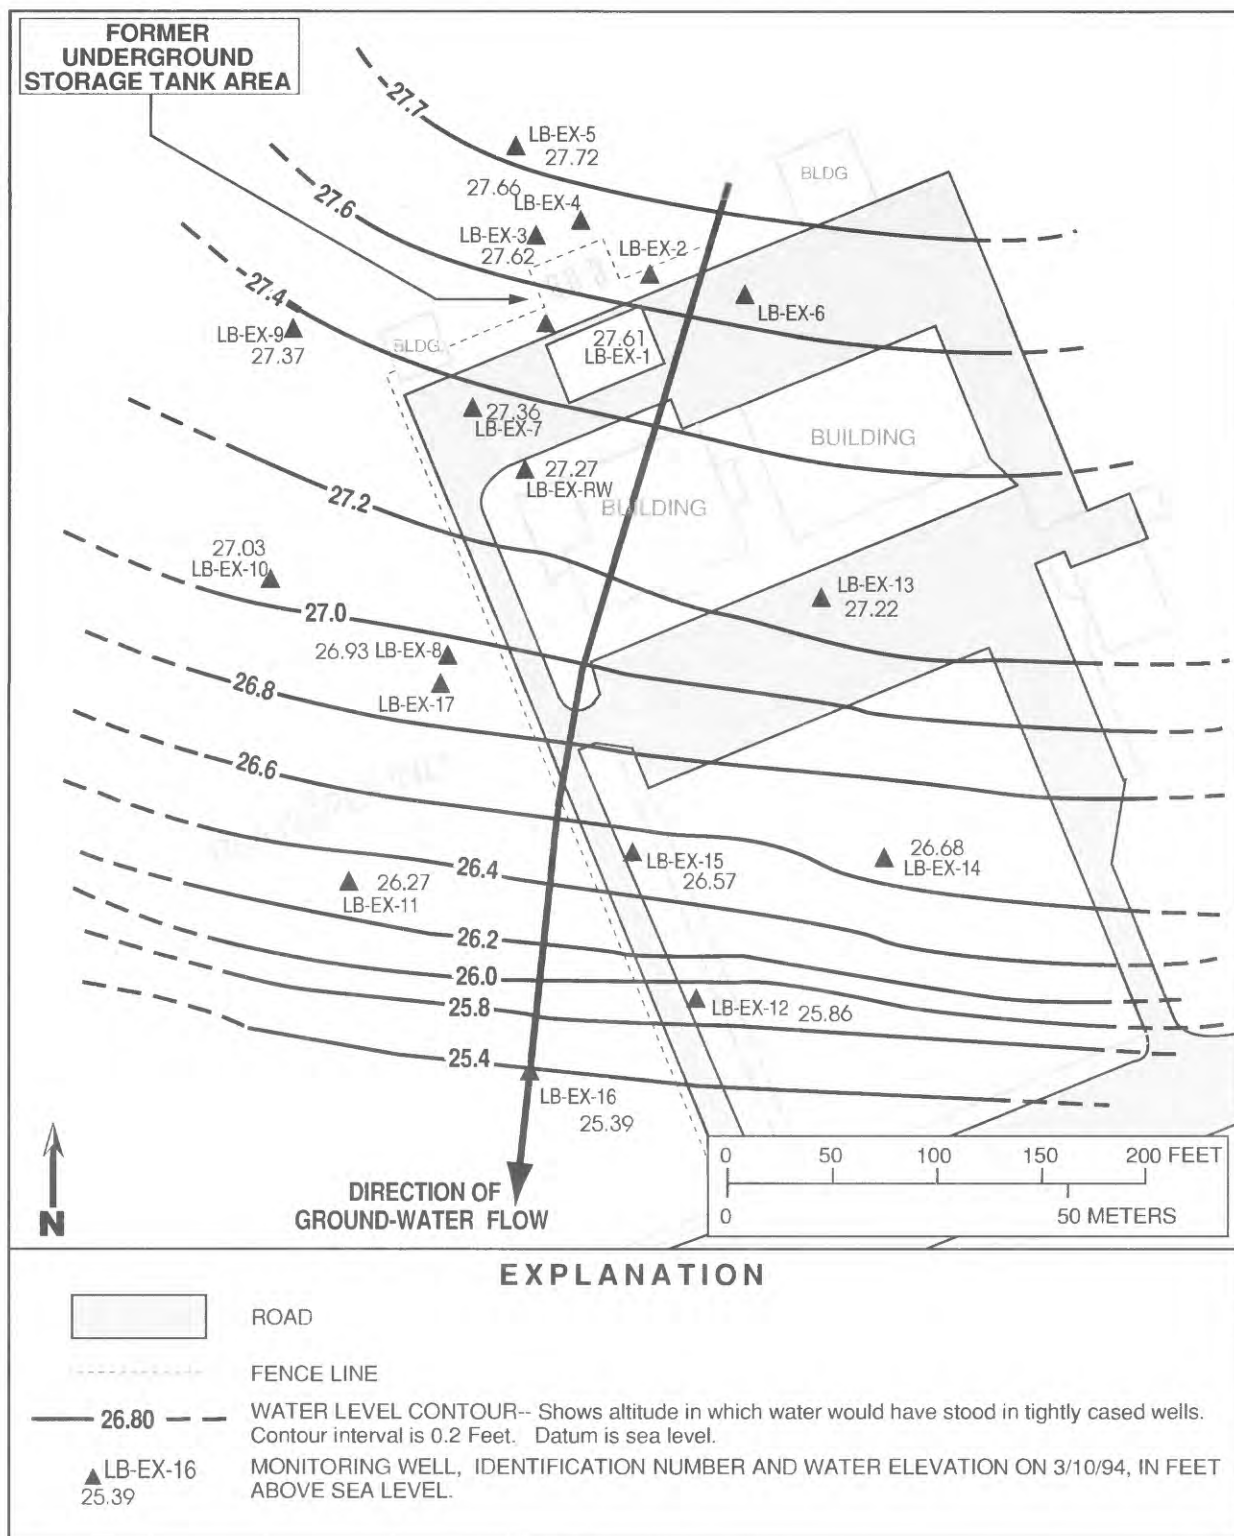 FORMER
UNDERGROUND
STORAGE TANK AREA
27.7
LB-EX-5
27.72
BLDG
27.66
LB-EX-4
27.6
LB-EX-3
27.62
LB-EX-2
27.4
LB-EX-6
LB-EX-9
27.37
BLDG.
27.61
LB-EX-1
27.36
LB-EX-7
BUILDING
27.27
LB-EX-RW
27.2
BUILDING
27.03
LB-EX-10
LB-EX-13
27.22
27.0
26.93 LB-EX-8
26.8
LB-EX-17
26.6
26.4
LB-EX-15
26.57
26.68
LB-EX-14
26.27
LB-EX-11
26.2
26.0
25.8
LB-EX-12 25.86
25.4
LB-EX-16
25.39
N
DIRECTION OF
GROUND-WATER FLOW
0 50 100 150 200 FEET
0 50 METERS
EXPLANATION
ROAD
FENCE LINE
26.80
WATER LEVEL CONTOUR-- Shows altitude in which water would have stood in tightly cased wells.
Contour interval is 0.2 Feet. Datum is sea level.
LB-EX-16
25.39
MONITORING WELL, IDENTIFICATION NUMBER AND WATER ELEVATION ON 3/10/94, IN FEET
ABOVE SEA LEVEL.